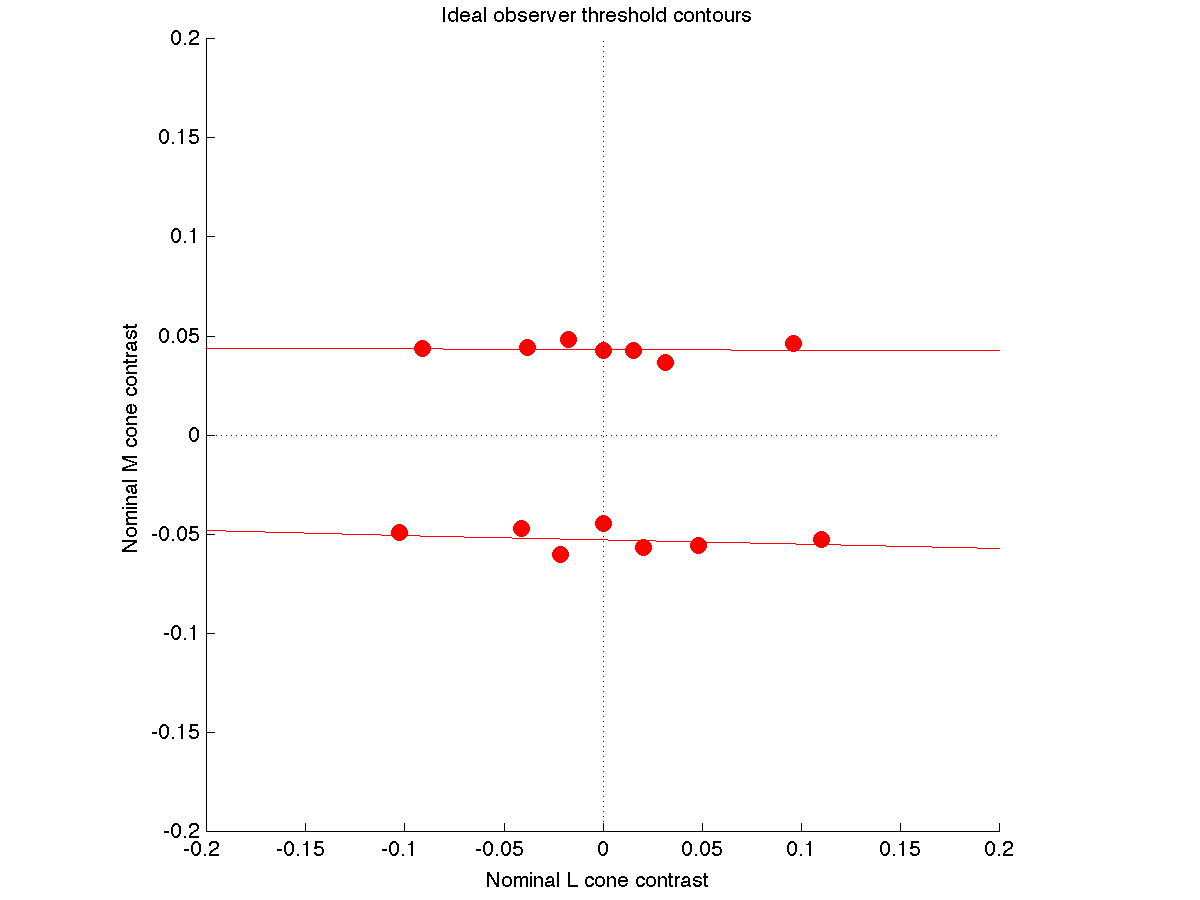 Ideal observer threshold contours
0.2
0.15
0.1
0.05
0
-0.05
-0.1
-0.15
-0.2
Nominal M cone contrast
-0.2 -0.15 -0.1 -0.05 0 0.05 0.1 0.15 0.2
Nominal L cone contrast